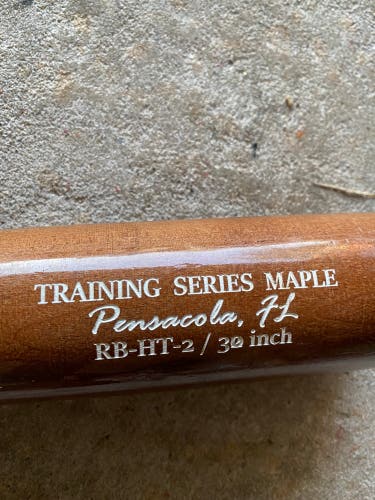 TRAINING SERIES MAPLE
Pensacola, FL
RB-HT-2 / 30 inch